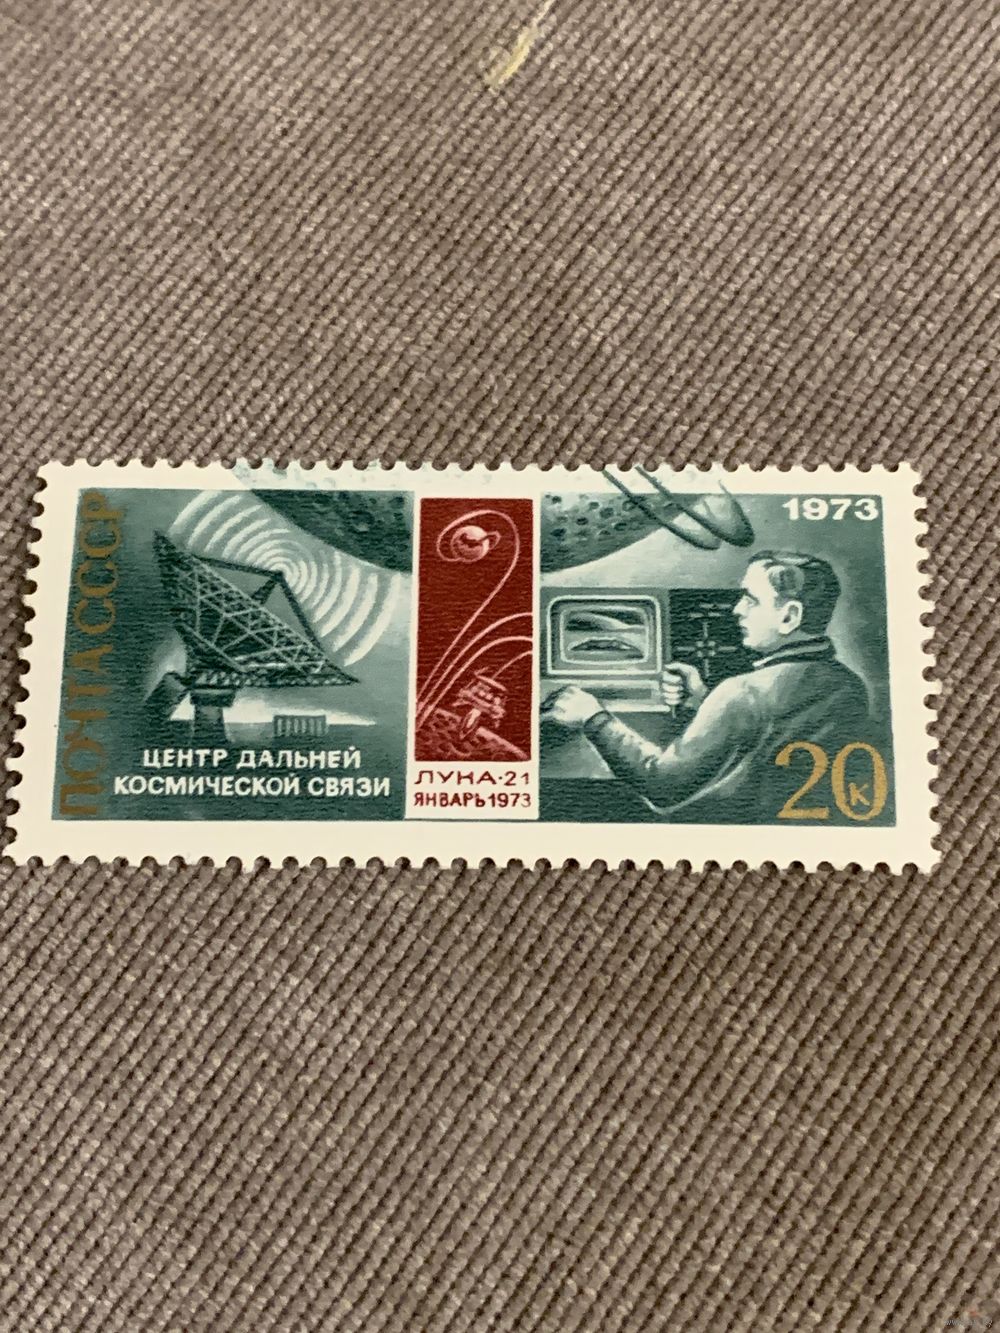 ПОЧТА СССР
1973
ЦЕНТР ДАЛЬНЕЙ
КОСМИЧЕСКОЙ СВЯЗИ
ЛУНА·21
ЯНВАРЬ 1973
20к